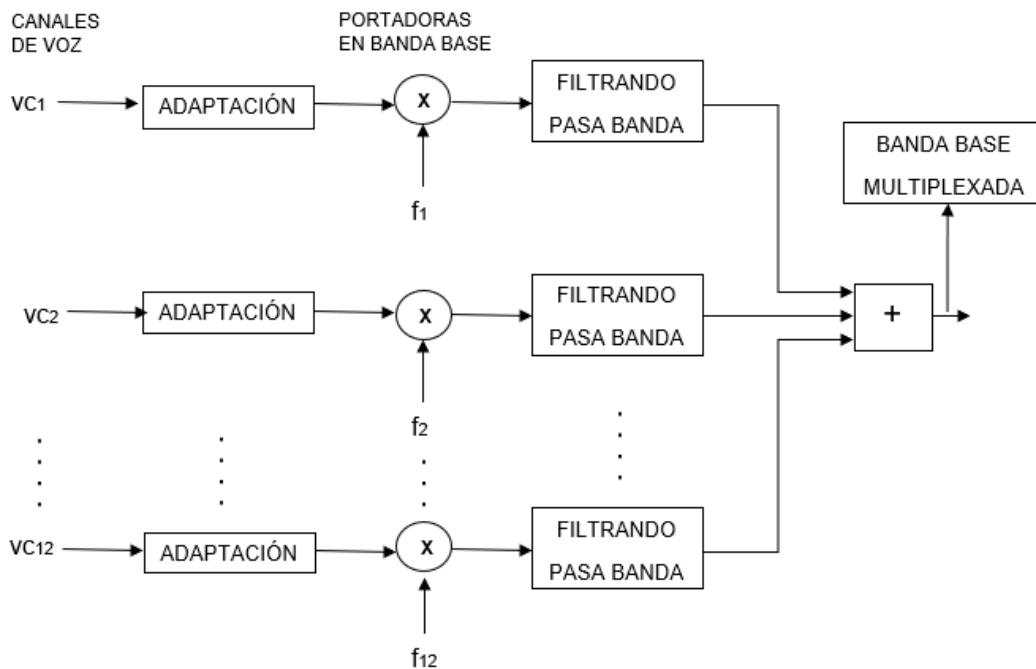 CANALES
DE VOZ
PORTADORAS
EN BANDA BASE
VC1
ADAPTACIÓN
X
FILTRANDO
PASA BANDA
f1
BANDA BASE
MULTIPLEXADA
VC2
ADAPTACIÓN
X
FILTRANDO
PASA BANDA
+
f2
VC12
ADAPTACIÓN
X
FILTRANDO
PASA BANDA
f12